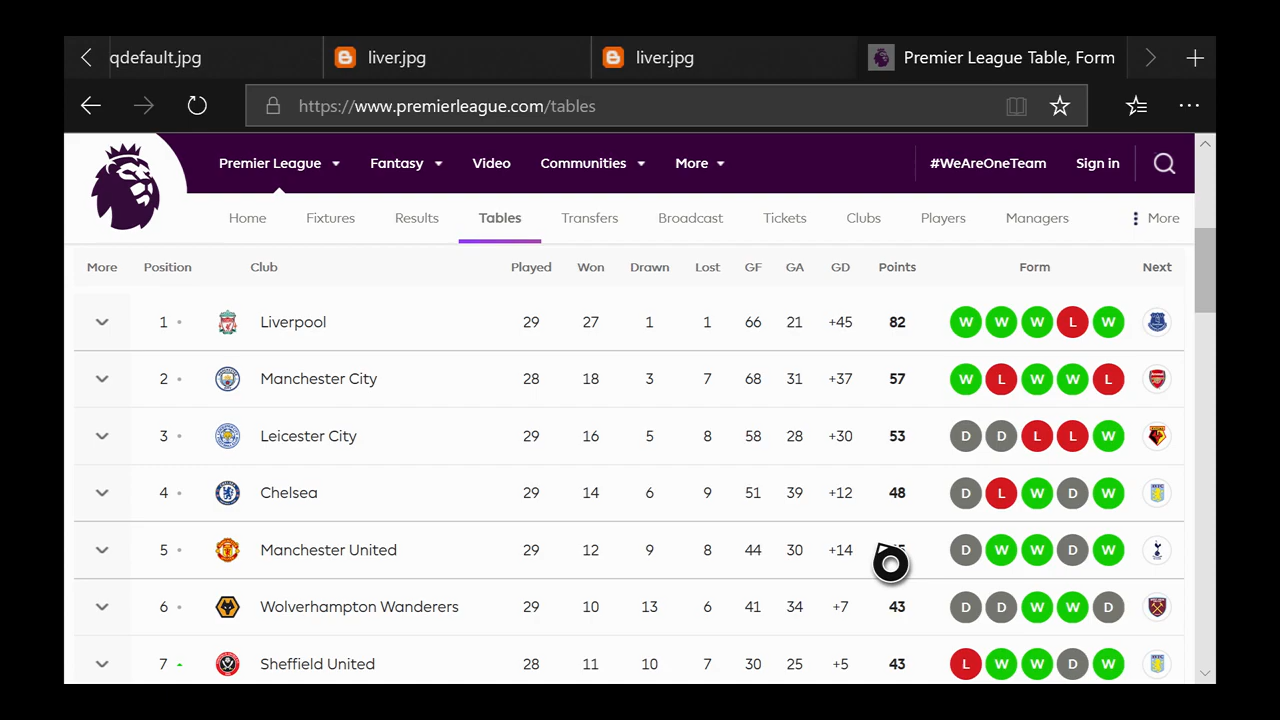 qdefault.jpg liver.jpg liver.jpg Premier League Table, Form
https://www.premierleague.com/tables
Premier League Fantasy Video Communities More #WeAreOneTeam Sign in
Home Fixtures Results Tables Transfers Broadcast Tickets Clubs Players Managers More
More Position Club Played Won Drawn Lost GF GA GD Points Form Next
1 Liverpool 29 27 1 1 66 21 +45 82 W W W L W
2 Manchester City 28 18 3 7 68 31 +37 57 W L W W L
3 Leicester City 29 16 5 8 58 28 +30 53 D D L L W
4 Chelsea 29 14 6 9 51 39 +12 48 D L W D W
5 Manchester United 29 12 9 8 44 30 +14 D W W D W
6 Wolverhampton Wanderers 29 10 13 6 41 34 +7 43 D D W W D
7 Sheffield United 28 11 10 7 30 25 +5 43 L W W D W